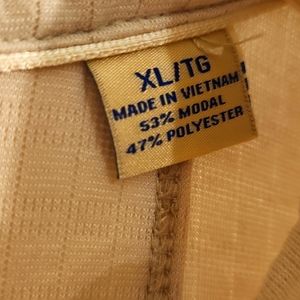 XL/TG
MADE IN VIETNAM
53% MODAL
47% POLYESTER